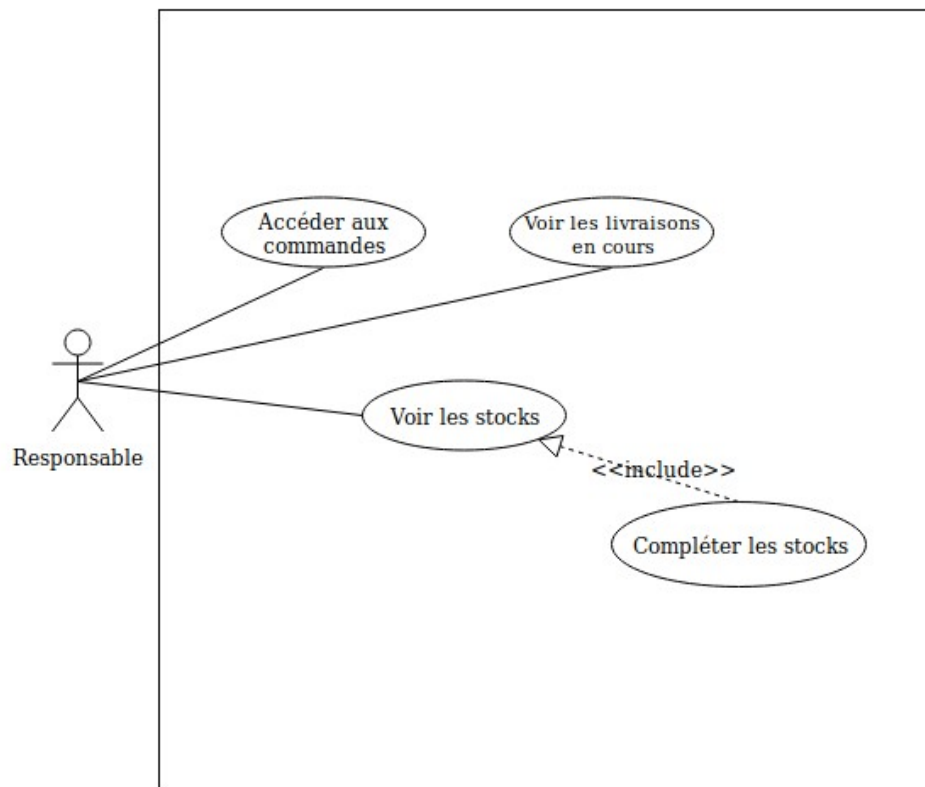 Accéder aux
commandes
Voir les livraisons
en cours
Responsable
Voir les stocks
<<include>>
Compléter les stocks